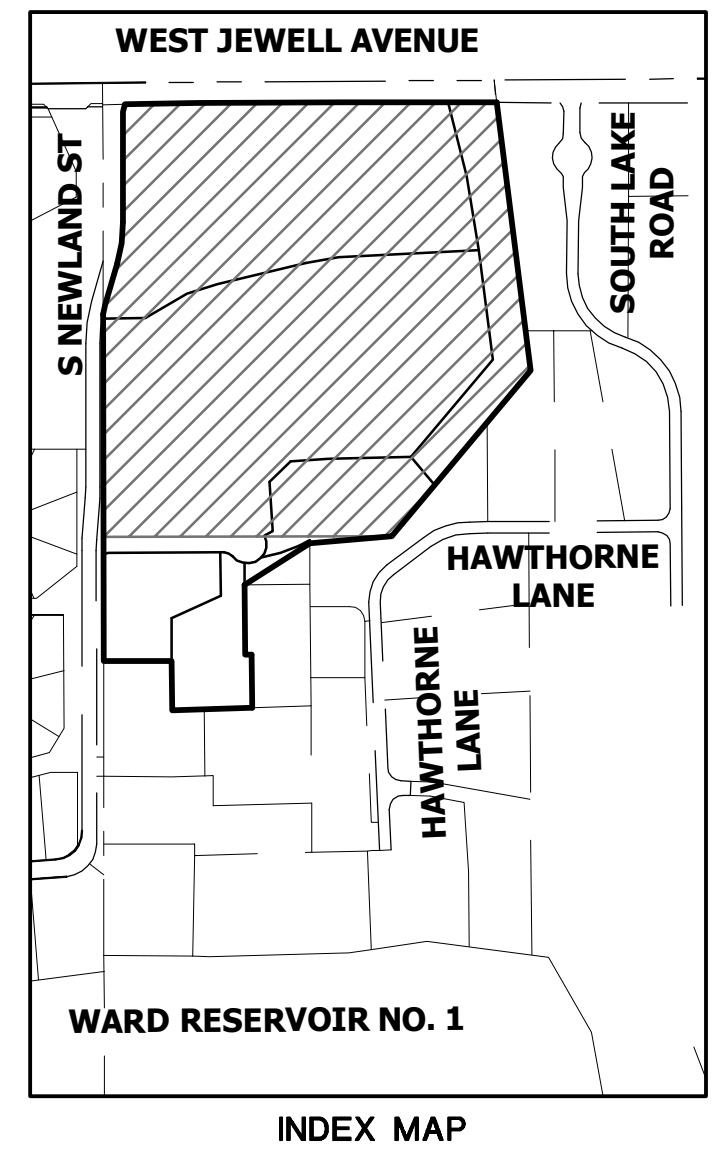 WEST JEWELL AVENUE
S NEWLAND ST
SOUTH LAKE
ROAD
HAWTHORNE
LANE
HAWTHORNE
LANE
WARD RESERVOIR NO. 1
INDEX MAP